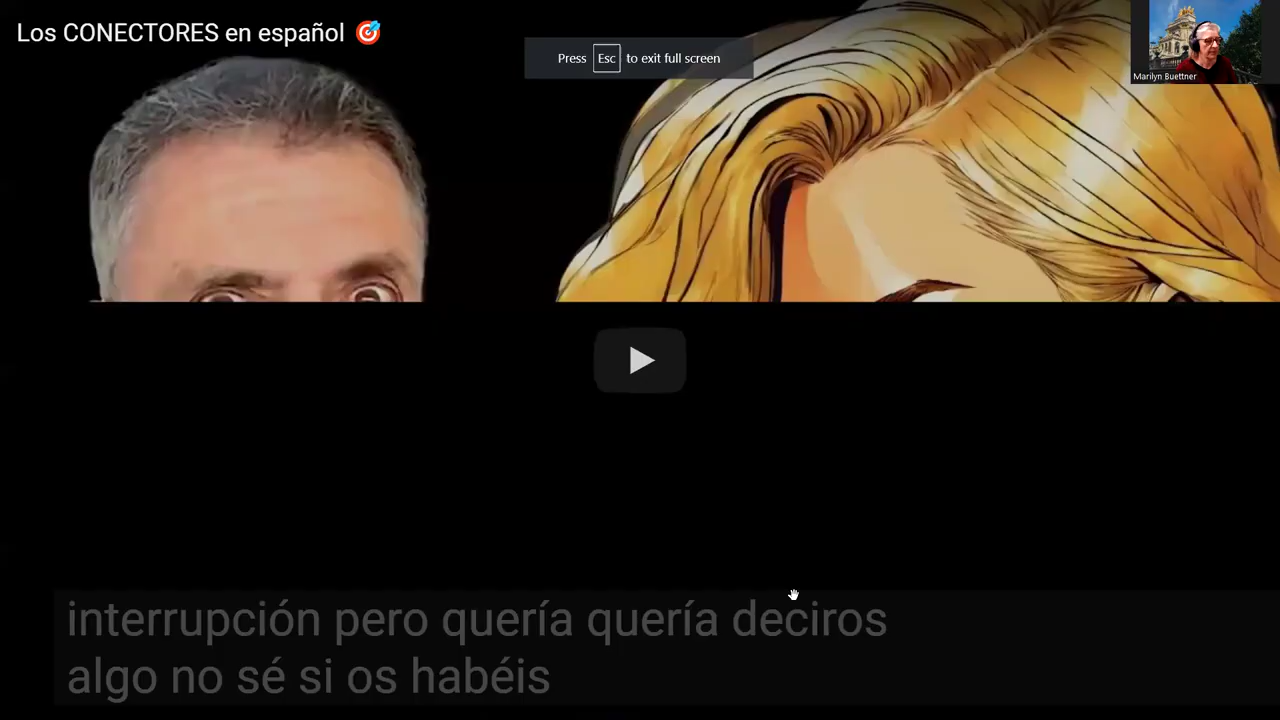 Los CONECTORES en español 🎯
Press Esc to exit full screen
Marilyn Buettner
interrupción pero quería quería deciros
algo no sé si os habéis